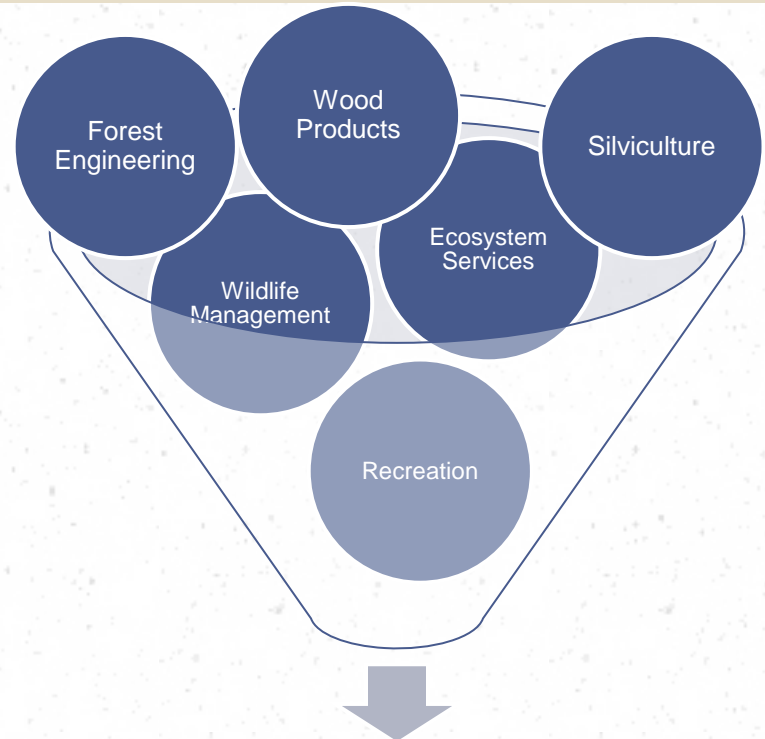 Forest
Engineering
Wood
Products
Silviculture
Wildlife
Management
Ecosystem
Services
Recreation